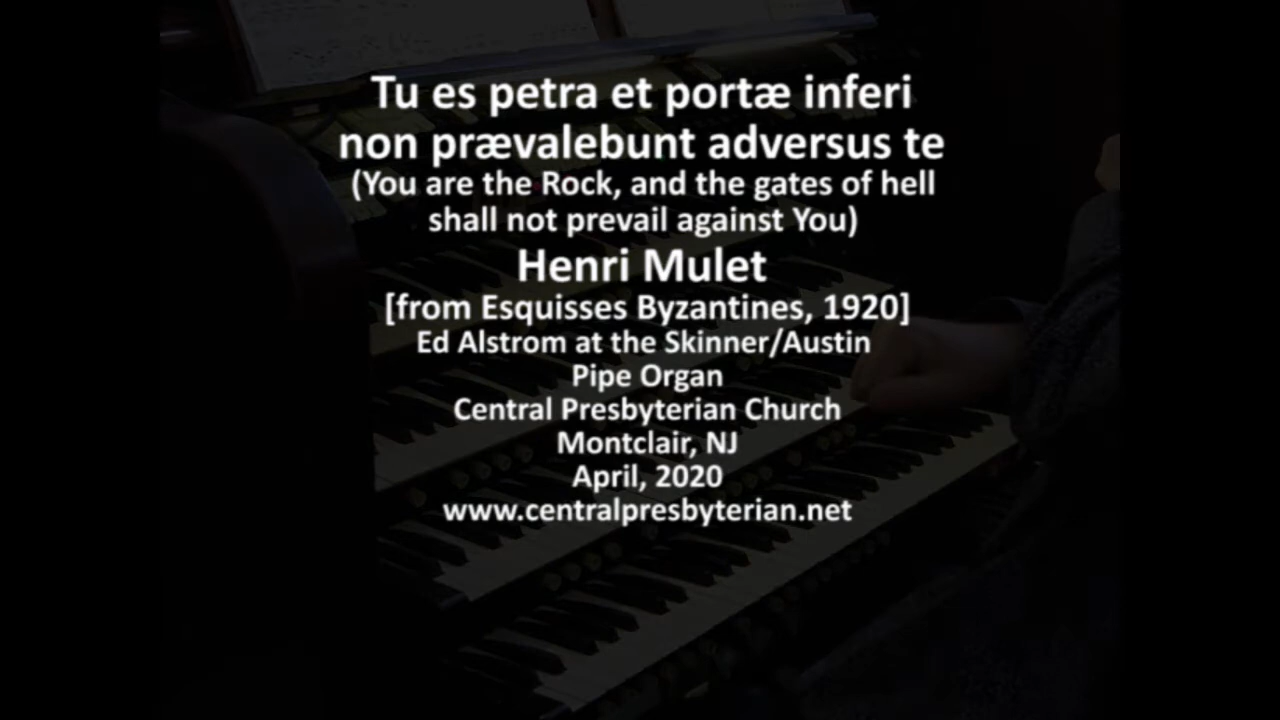 Tu es petra et portæ inferi
non prævalebunt adversus te
(You are the Rock, and the gates of hell
shall not prevail against You)
Henri Mulet
[from Esquisses Byzantines, 1920]
Ed Alstrom at the Skinner/Austin
Pipe Organ
Central Presbyterian Church
Montclair, NJ
April, 2020
www.centralpresbyterian.net